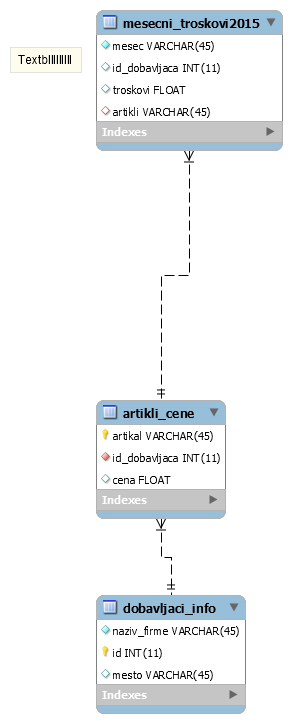 mesecni_troskovi2015
Textbllllllllll
mesec VARCHAR(45)
id_dobavljaca INT(11)
troskovi FLOAT
artikli VARCHAR(45)
Indexes
artikli_cene
artikal VARCHAR(45)
id_dobavljaca INT(11)
cena FLOAT
Indexes
dobavljaci_info
naziv_firme VARCHAR(45)
id INT(11)
mesto VARCHAR(45)
Indexes